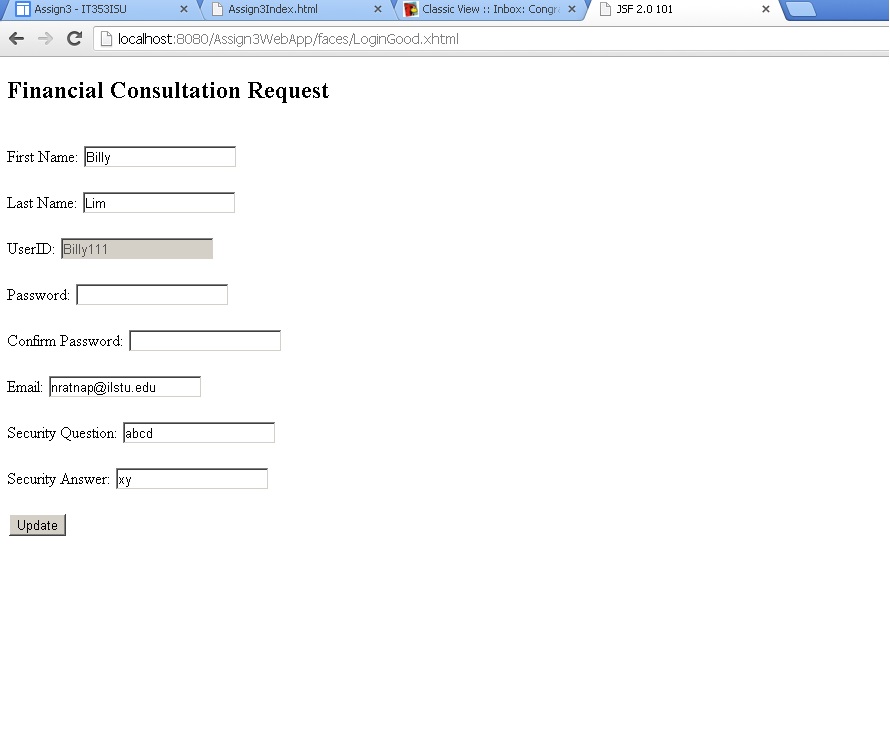 Assign3 - IT353ISU
Assign3Index.html
Classic View :: Inbox: Congr
JSF 2.0 101
localhost:8080/Assign3WebApp/faces/LoginGood.xhtml
Financial Consultation Request
First Name: Billy
Last Name: Lim
UserID: Billy111
Password:
Confirm Password:
Email: nratnap@ilstu.edu
Security Question: abcd
Security Answer: xy
Update